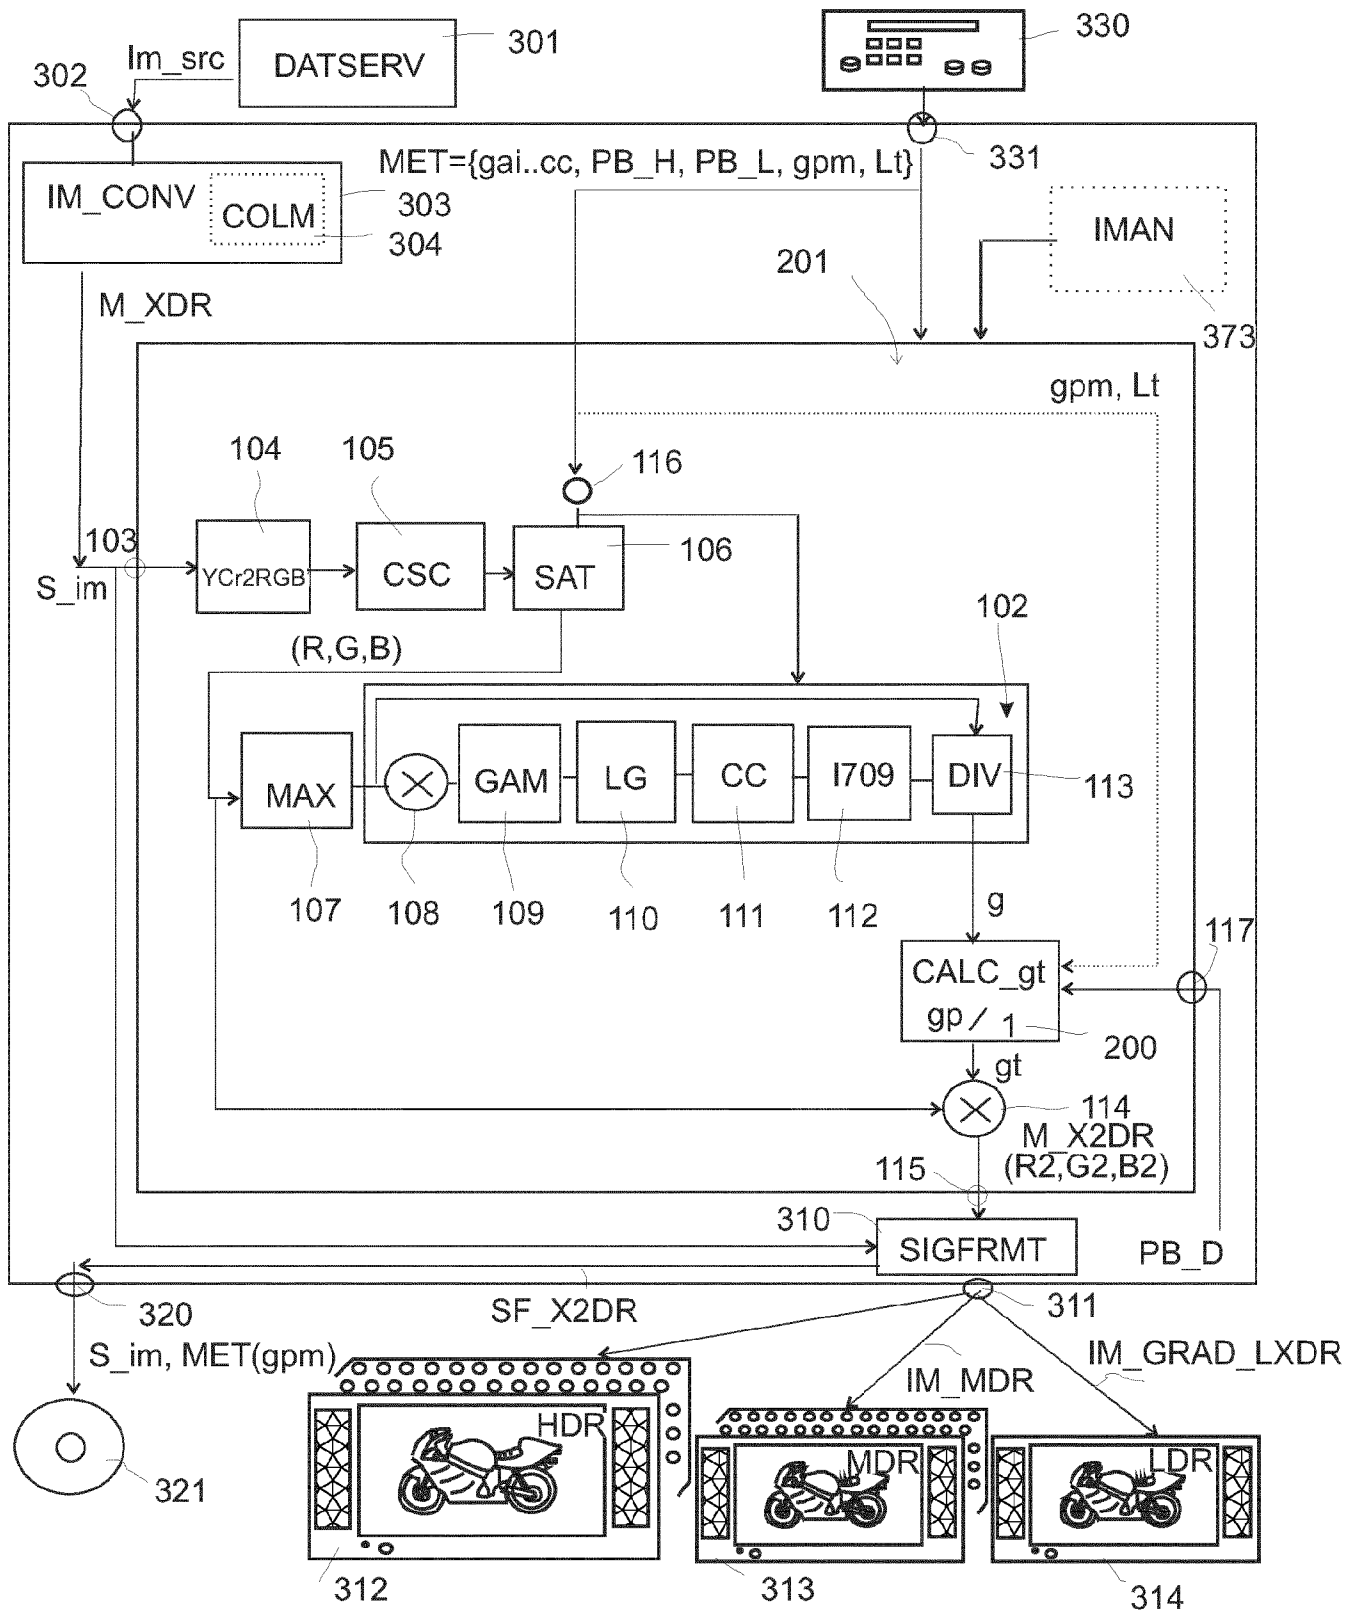 301
DATSERV
Im_src
302
330
331
MET={gai..cc, PB_H, PB_L, gpm, Lt}
IM_CONV
COLM
303
304
IMAN
373
201
M_XDR
gpm, Lt
104
105
116
103
YCr2RGB
CSC
SAT
106
S_im
102
(R,G,B)
MAX
GAM
LG
CC
I709
DIV
113
107
108
109
110
111
112
g
117
CALC_gt
gp / 1
200
gt
114
M_X2DR
(R2,G2,B2)
115
310
SIGFRMT
PB_D
320
SF_X2DR
311
S_im, MET(gpm)
IM_MDR
IM_GRAD_LXDR
HDR
MDR
LDR
321
312
313
314